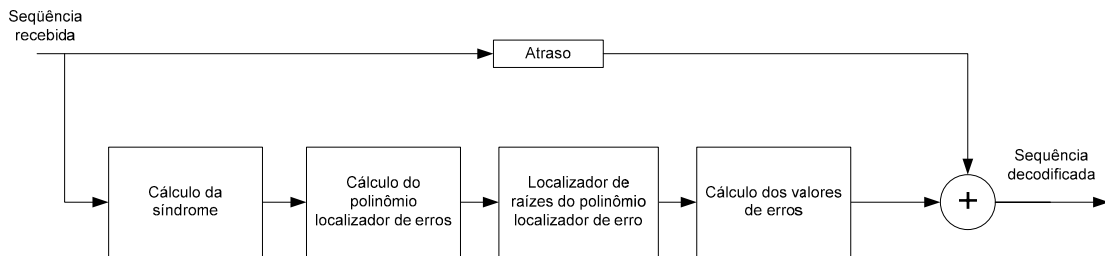 Seqüência
recebida
Atraso
Cálculo da
síndrome
Cálculo do
polinômio
localizador de erros
Localizador de
raízes do polinômio
localizador de erro
Cálculo dos valores
de erros
+
Sequência
decodificada